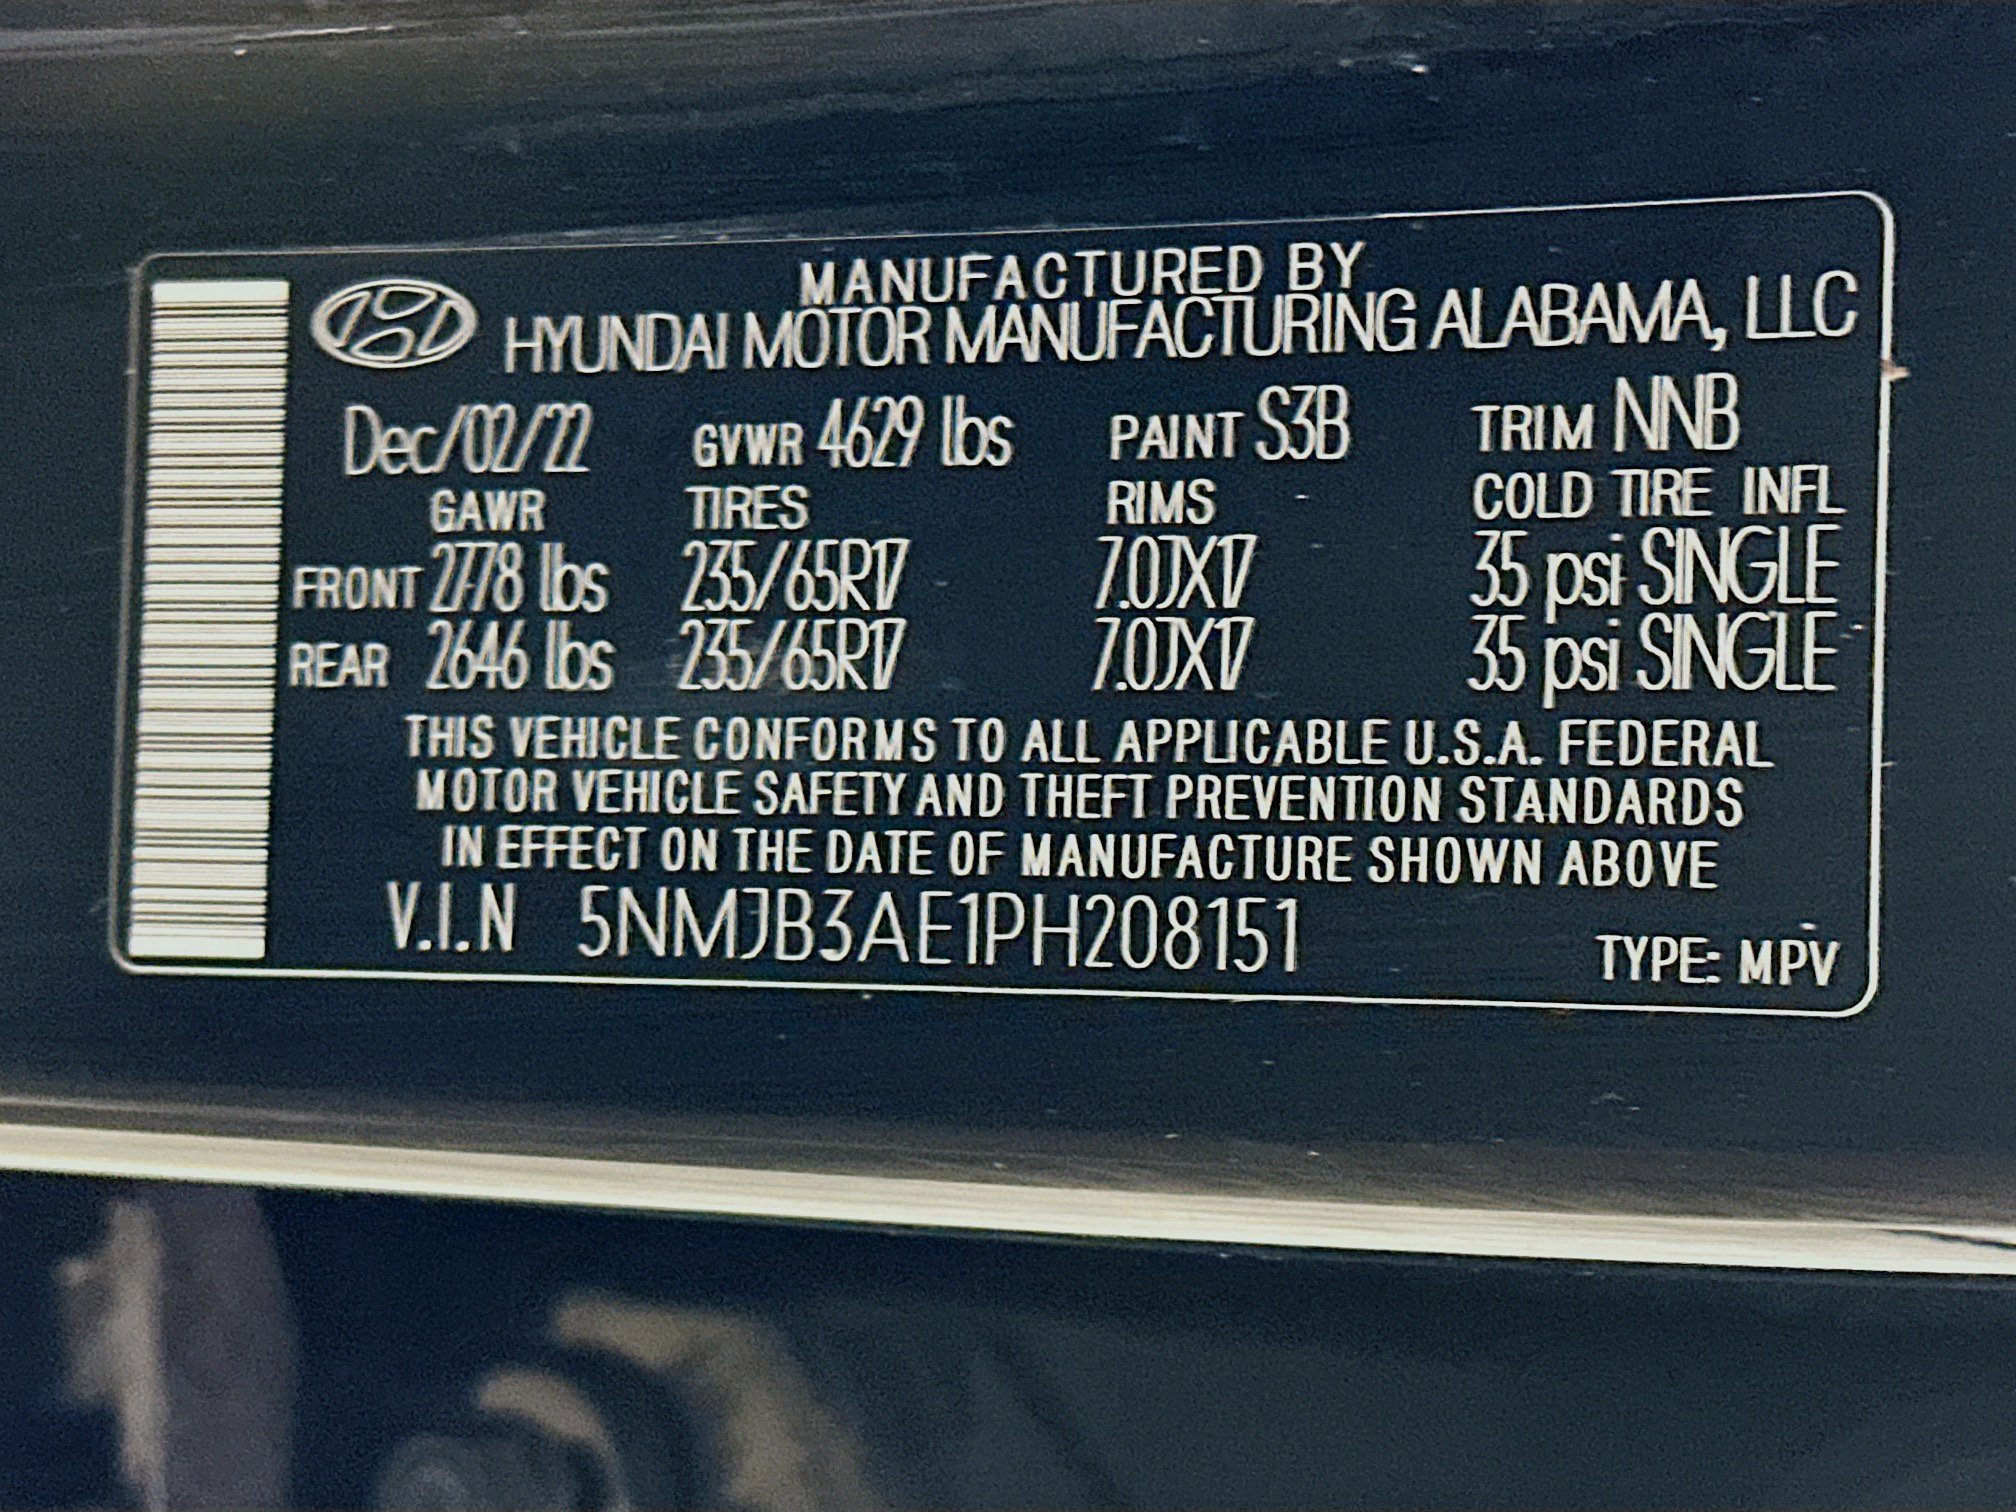 MANUFACTURED BY
HYUNDAI MOTOR MANUFACTURING ALABAMA, LLC
Dec/02/22 GVWR 4629 lbs PAINT S3B TRIM NNB
GAWR TIRES RIMS COLD TIRE INFL
FRONT 2778 lbs 235/65R17 7.0JX17 35 psi SINGLE
REAR 2646 lbs 235/65R17 7.0JX17 35 psi SINGLE
THIS VEHICLE CONFORMS TO ALL APPLICABLE U.S.A. FEDERAL
MOTOR VEHICLE SAFETY AND THEFT PREVENTION STANDARDS
IN EFFECT ON THE DATE OF MANUFACTURE SHOWN ABOVE
V.I.N 5NMJB3AE1PH208151 TYPE: MPV